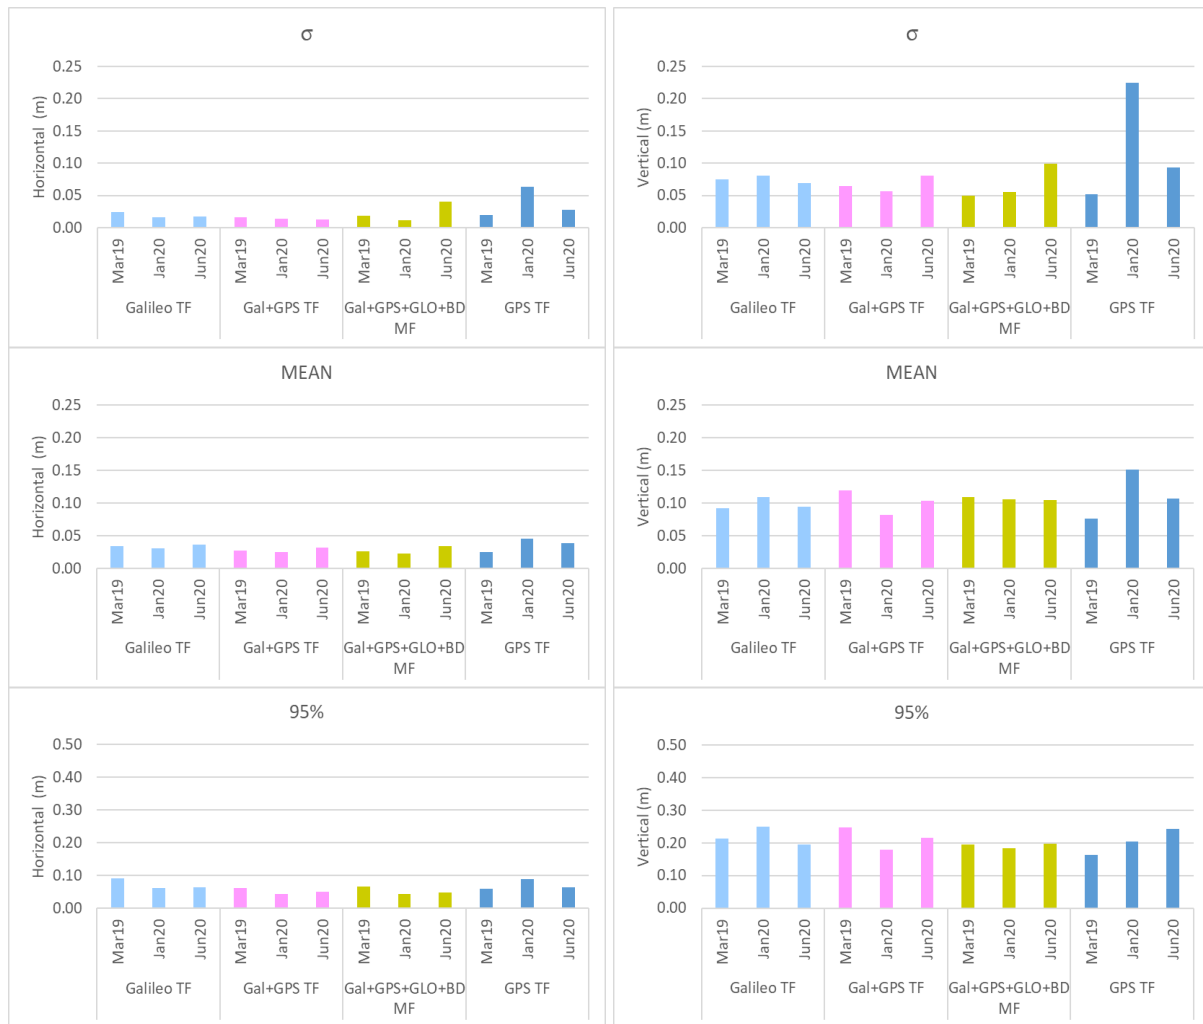 σ
Horizontal (m)
0.25
0.20
0.15
0.10
0.05
0.00
Mar19
Jan20
Jun20
Mar19
Jan20
Jun20
Mar19
Jan20
Jun20
Mar19
Jan20
Jun20
Galileo TF
Gal+GPS TF
Gal+GPS+GLO+BD
MF
GPS TF
σ
Vertical (m)
0.25
0.20
0.15
0.10
0.05
0.00
Mar19
Jan20
Jun20
Mar19
Jan20
Jun20
Mar19
Jan20
Jun20
Mar19
Jan20
Jun20
Galileo TF
Gal+GPS TF
Gal+GPS+GLO+BD
MF
GPS TF
MEAN
Horizontal (m)
0.25
0.20
0.15
0.10
0.05
0.00
Mar19
Jan20
Jun20
Mar19
Jan20
Jun20
Mar19
Jan20
Jun20
Mar19
Jan20
Jun20
Galileo TF
Gal+GPS TF
Gal+GPS+GLO+BD
MF
GPS TF
MEAN
Vertical (m)
0.25
0.20
0.15
0.10
0.05
0.00
Mar19
Jan20
Jun20
Mar19
Jan20
Jun20
Mar19
Jan20
Jun20
Mar19
Jan20
Jun20
Galileo TF
Gal+GPS TF
Gal+GPS+GLO+BD
MF
GPS TF
95%
Horizontal (m)
0.50
0.40
0.30
0.20
0.10
0.00
Mar19
Jan20
Jun20
Mar19
Jan20
Jun20
Mar19
Jan20
Jun20
Mar19
Jan20
Jun20
Galileo TF
Gal+GPS TF
Gal+GPS+GLO+BD
MF
GPS TF
95%
Vertical (m)
0.50
0.40
0.30
0.20
0.10
0.00
Mar19
Jan20
Jun20
Mar19
Jan20
Jun20
Mar19
Jan20
Jun20
Mar19
Jan20
Jun20
Galileo TF
Gal+GPS TF
Gal+GPS+GLO+BD
MF
GPS TF